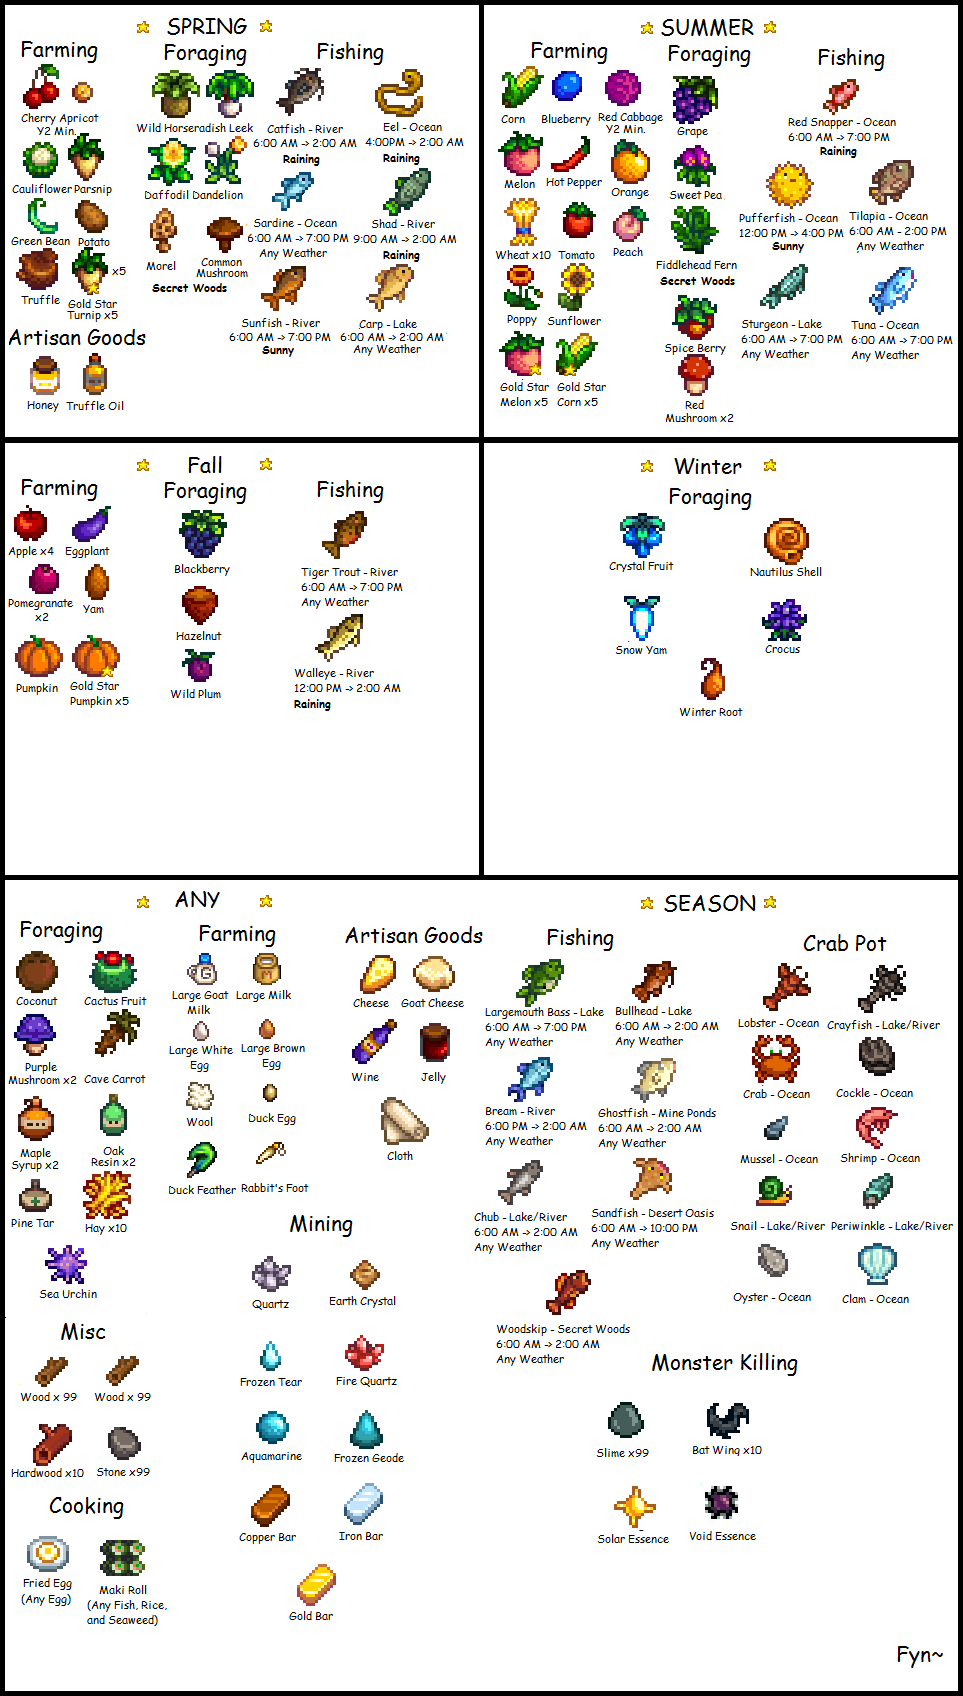 SPRING
Farming
Foraging
Fishing
Cherry Apricot
Y2 Min.
Wild Horseradish Leek
Catfish - River
6:00 AM -> 2:00 AM
Raining
Eel - Ocean
4:00PM -> 2:00 AM
Raining
Cauliflower Parsnip
Daffodil Dandelion
Sardine - Ocean
6:00 AM -> 7:00 PM
Any Weather
Shad - River
9:00 AM -> 2:00 AM
Raining
Green Bean Potato
Morel
Secret Woods
Common
Mushroom
x5
Truffle
Gold Star
Turnip x5
Sunfish - River
6:00 AM -> 7:00 PM
Sunny
Carp - Lake
6:00 AM -> 2:00 AM
Any Weather
Artisan Goods
Honey Truffle Oil
SUMMER
Farming
Foraging
Fishing
Corn
Blueberry
Red Cabbage
Y2 Min.
Grape
Red Snapper - Ocean
6:00 AM -> 7:00 PM
Raining
Melon
Hot Pepper
Orange
Sweet Pea
Pufferfish - Ocean
12:00 PM -> 4:00 PM
Sunny
Tilapia - Ocean
6:00 AM - 2:00 PM
Any Weather
Wheat x10
Tomato
Peach
Fiddlehead Fern
Secret Woods
Poppy
Sunflower
Spice Berry
Sturgeon - Lake
6:00 AM -> 7:00 PM
Any Weather
Tuna - Ocean
6:00 AM -> 7:00 PM
Any Weather
Gold Star
Melon x5
Gold Star
Corn x5
Red
Mushroom x2
Fall
Farming
Foraging
Fishing
Apple x4
Eggplant
Blackberry
Tiger Trout - River
6:00 AM -> 7:00 PM
Any Weather
Pomegranate
x2
Yam
Hazelnut
Pumpkin
Gold Star
Pumpkin x5
Wild Plum
Walleye - River
12:00 PM -> 2:00 AM
Raining
Winter
Foraging
Crystal Fruit
Nautilus Shell
Snow Yam
Crocus
Winter Root
ANY
SEASON
Foraging
Coconut
Cactus Fruit
Purple
Mushroom x2
Cave Carrot
Maple
Syrup x2
Oak
Resin x2
Pine Tar
Hay x10
Sea Urchin
Misc
Wood x 99
Wood x 99
Hardwood x10
Stone x99
Cooking
Fried Egg
(Any Egg)
Maki Roll
(Any Fish, Rice,
and Seaweed)
Farming
G
M
Large Goat
Milk
Large Milk
Large White
Egg
Large Brown
Egg
Wool
Duck Egg
Duck Feather
Rabbit's Foot
Artisan Goods
Cheese
Goat Cheese
Wine
Jelly
Cloth
Mining
Quartz
Earth Crystal
Frozen Tear
Fire Quartz
Aquamarine
Frozen Geode
Copper Bar
Iron Bar
Gold Bar
Fishing
Largemouth Bass - Lake
6:00 AM -> 7:00 PM
Any Weather
Bullhead - Lake
6:00 AM -> 2:00 AM
Any Weather
Bream - River
6:00 PM -> 2:00 AM
Any Weather
Ghostfish - Mine Ponds
6:00 AM -> 2:00 AM
Any Weather
Chub - Lake/River
6:00 AM -> 2:00 AM
Any Weather
Sandfish - Desert Oasis
6:00 AM -> 10:00 PM
Any Weather
Woodskip - Secret Woods
6:00 AM -> 2:00 AM
Any Weather
Crab Pot
Lobster - Ocean
Crayfish - Lake/River
Crab - Ocean
Cockle - Ocean
Mussel - Ocean
Shrimp - Ocean
Snail - Lake/River
Periwinkle - Lake/River
Oyster - Ocean
Clam - Ocean
Monster Killing
Slime x99
Bat Wing x10
Solar Essence
Void Essence
Fyn~